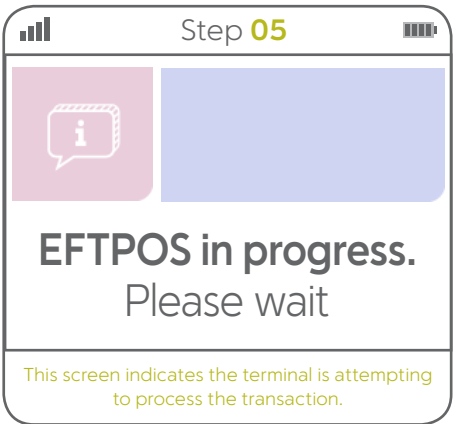 Step 05
i
EFTPOS in progress.
Please wait
This screen indicates the terminal is attempting
to process the transaction.